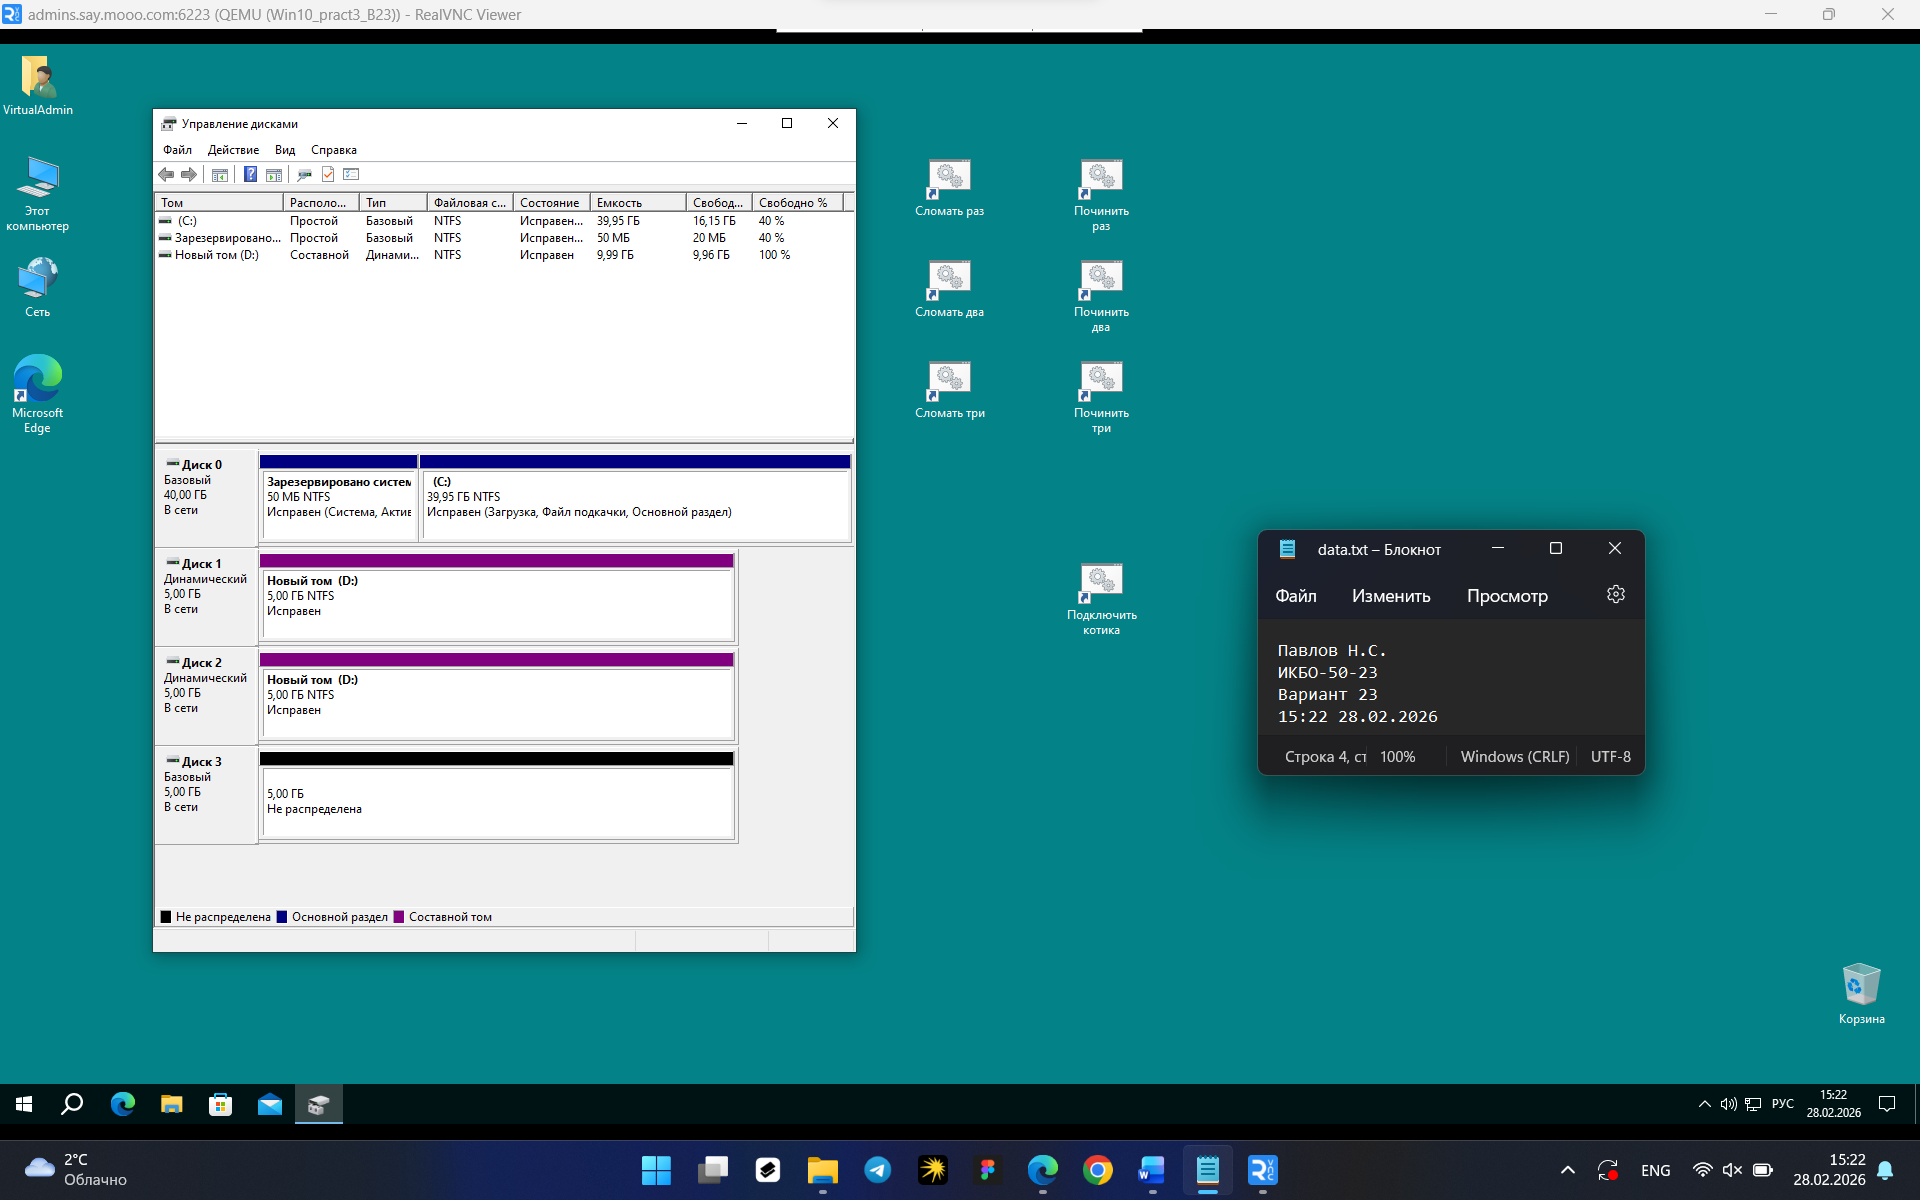 admins.say.mooo.com:6223 (QEMU (Win10_pract3_B23)) - RealVNC Viewer
VirtualAdmin
Этот
компьютер
Сеть
Microsoft
Edge
Управление дисками
Файл Действие Вид Справка
Том Располо... Тип Файловая с... Состояние Емкость Свобод... Свободно %
(C:) Простой Базовый NTFS Исправен... 39,95 ГБ 16,15 ГБ 40 %
Зарезервировано... Простой Базовый NTFS Исправен... 50 МБ 20 МБ 40 %
Новый том (D:) Составной Динами... NTFS Исправен 9,99 ГБ 9,96 ГБ 100 %
Диск 0
Базовый
40,00 ГБ
В сети
Зарезервировано систем
50 МБ NTFS
Исправен (Система, Актив
(C:)
39,95 ГБ NTFS
Исправен (Загрузка, Файл подкачки, Основной раздел)
Диск 1
Динамический
5,00 ГБ
В сети
Новый том (D:)
5,00 ГБ NTFS
Исправен
Диск 2
Динамический
5,00 ГБ
В сети
Новый том (D:)
5,00 ГБ NTFS
Исправен
Диск 3
Базовый
5,00 ГБ
В сети
5,00 ГБ
Не распределена
Не распределена Основной раздел Составной том
Сломать раз
Починить
раз
Сломать два
Починить
два
Сломать три
Починить
три
Подключить
котика
data.txt – Блокнот
Файл Изменить Просмотр
Павлов Н.С.
ИКБО-50-23
Вариант 23
15:22 28.02.2026
Строка 4, ст 100% Windows (CRLF) UTF-8
Корзина
РУС
15:22
28.02.2026
2°C
Облачно
ENG
15:22
28.02.2026